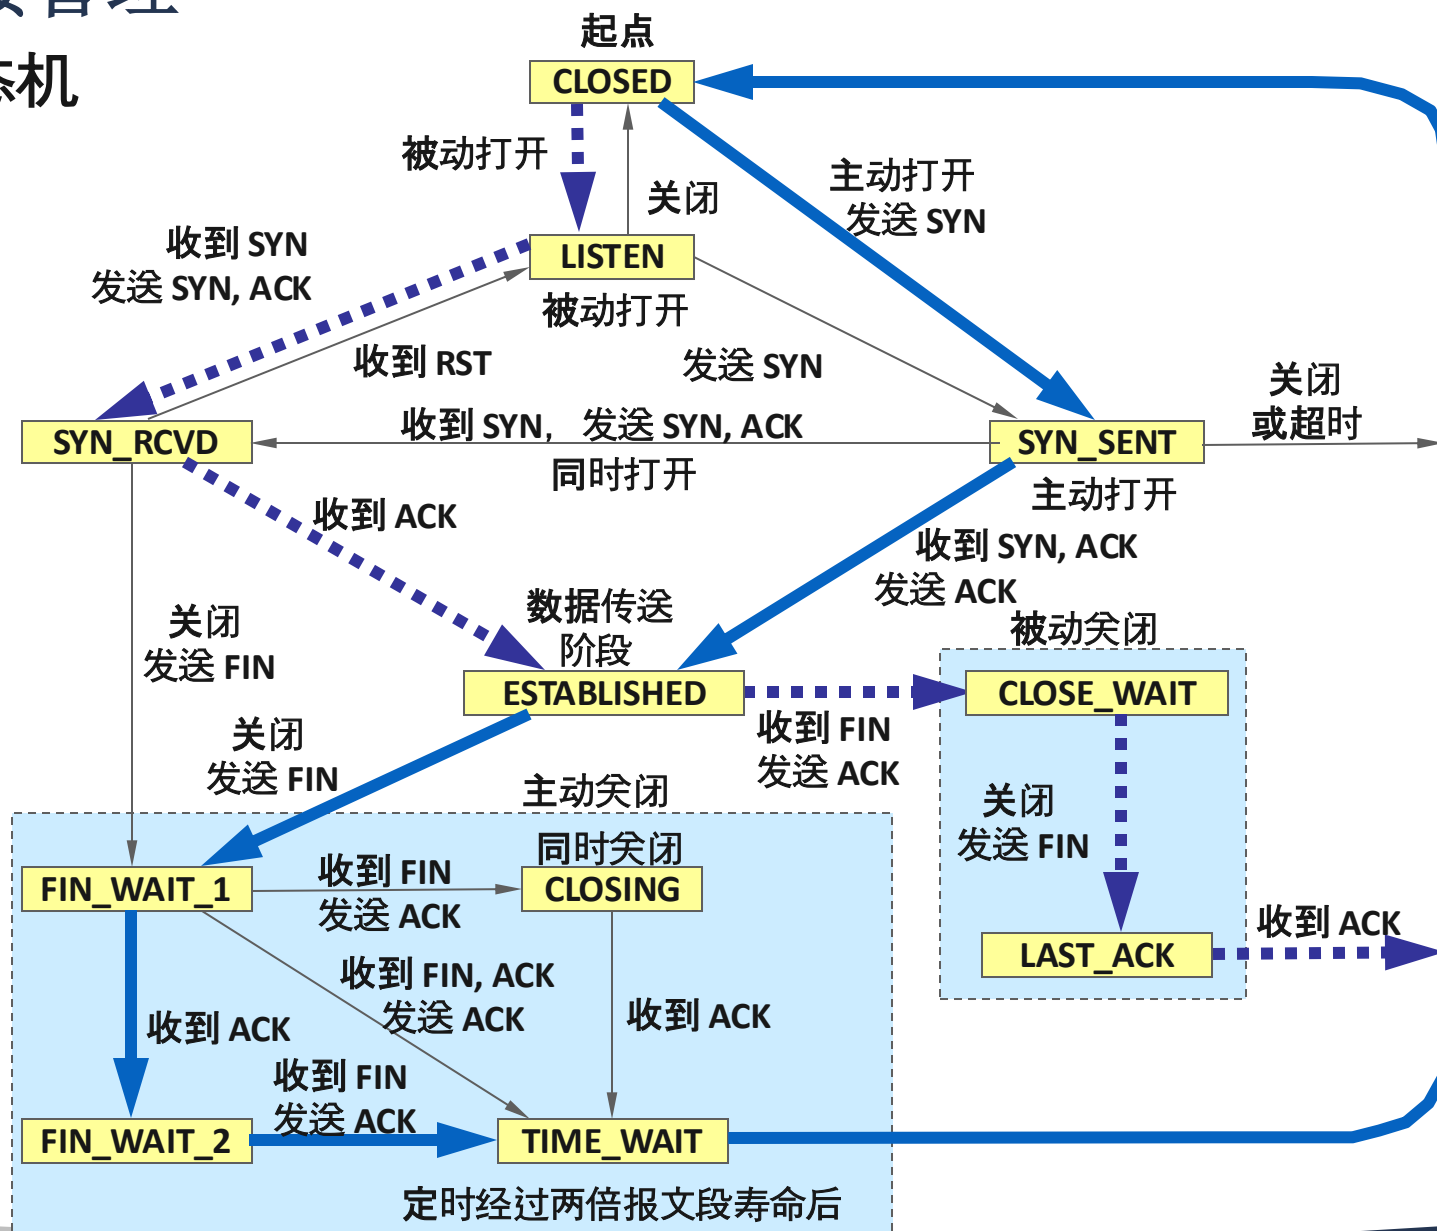 管理
态机
起点
CLOSED
被动打开
关闭
主动打开
发送 SYN
收到 SYN
发送 SYN, ACK
LISTEN
被动打开
收到 RST
发送 SYN
关闭
或超时
收到 SYN, 发送 SYN, ACK
SYN_RCVD
SYN_SENT
同时打开
主动打开
收到 ACK
收到 SYN, ACK
发送 ACK
数据传送
阶段
关闭
发送 FIN
被动关闭
ESTABLISHED
CLOSE_WAIT
收到 FIN
发送 ACK
关闭
发送 FIN
主动关闭
关闭
发送 FIN
同时关闭
FIN_WAIT_1
收到 FIN
发送 ACK
CLOSING
收到 ACK
LAST_ACK
收到 FIN, ACK
发送 ACK
收到 ACK
收到 ACK
收到 FIN
发送 ACK
FIN_WAIT_2
TIME_WAIT
定时经过两倍报文段寿命后